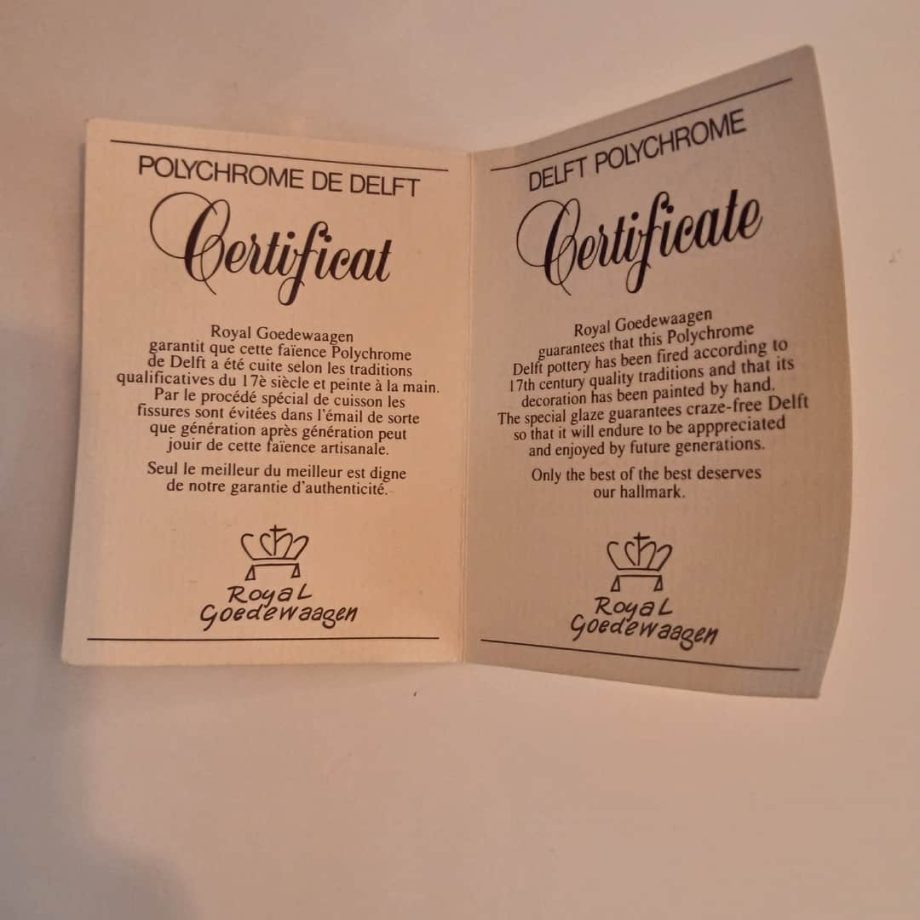 POLYCHROME DE DELFT
Certificat
Royal Goedewaagen
garantit que cette faïence Polychrome
de Delft a été cuite selon les traditions
qualificatives du 17è siècle et peinte à la main.
Par le procédé spécial de cuisson les
fissures sont évitées dans l'émail de sorte
que génération après génération peut
jouir de cette faïence artisanale.
Seul le meilleur du meilleur est digne
de notre garantie d'authenticité.
Royal
Goedewaagen
DELFT POLYCHROME
Certificate
Royal Goedewaagen
guarantees that this Polychrome
Delft pottery has been fired according to
17th century quality traditions and that its
decoration has been painted by hand.
The special glaze guarantees craze-free Delft
so that it will endure to be apppreciated
and enjoyed by future generations.
Only the best of the best deserves
our hallmark.
Royal
Goedewaagen